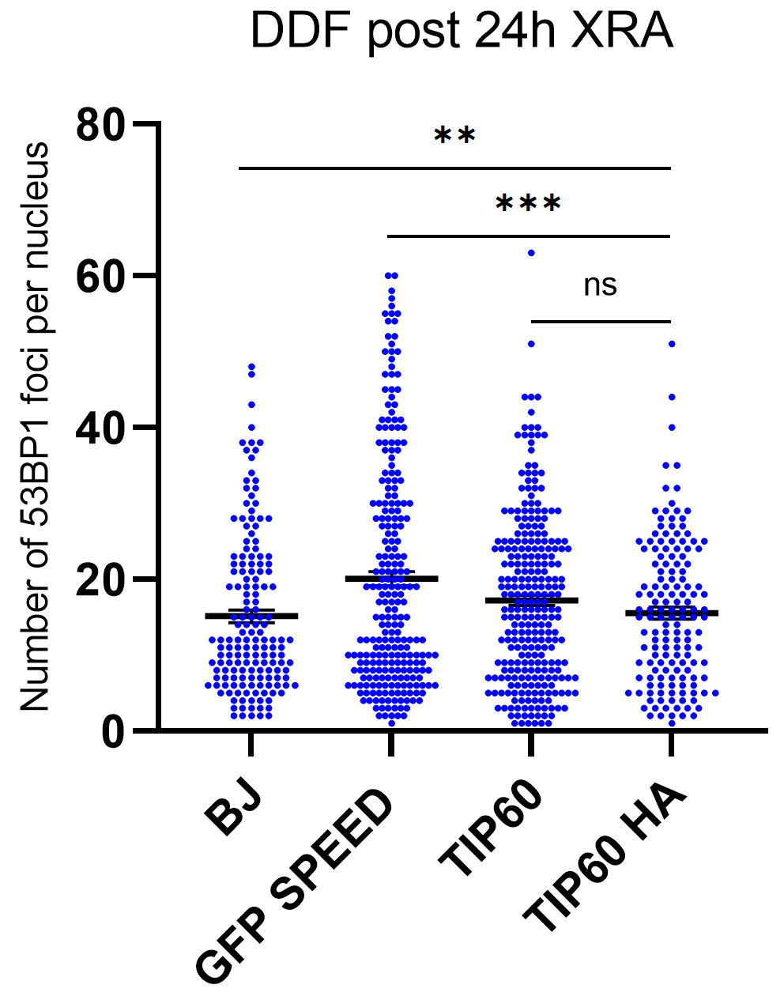 DDF post 24h XRA
Number of 53BP1 foci per nucleus
80
60
40
20
0
**
***
ns
BJ
GFP SPEED
TIP60
TIP60 HA